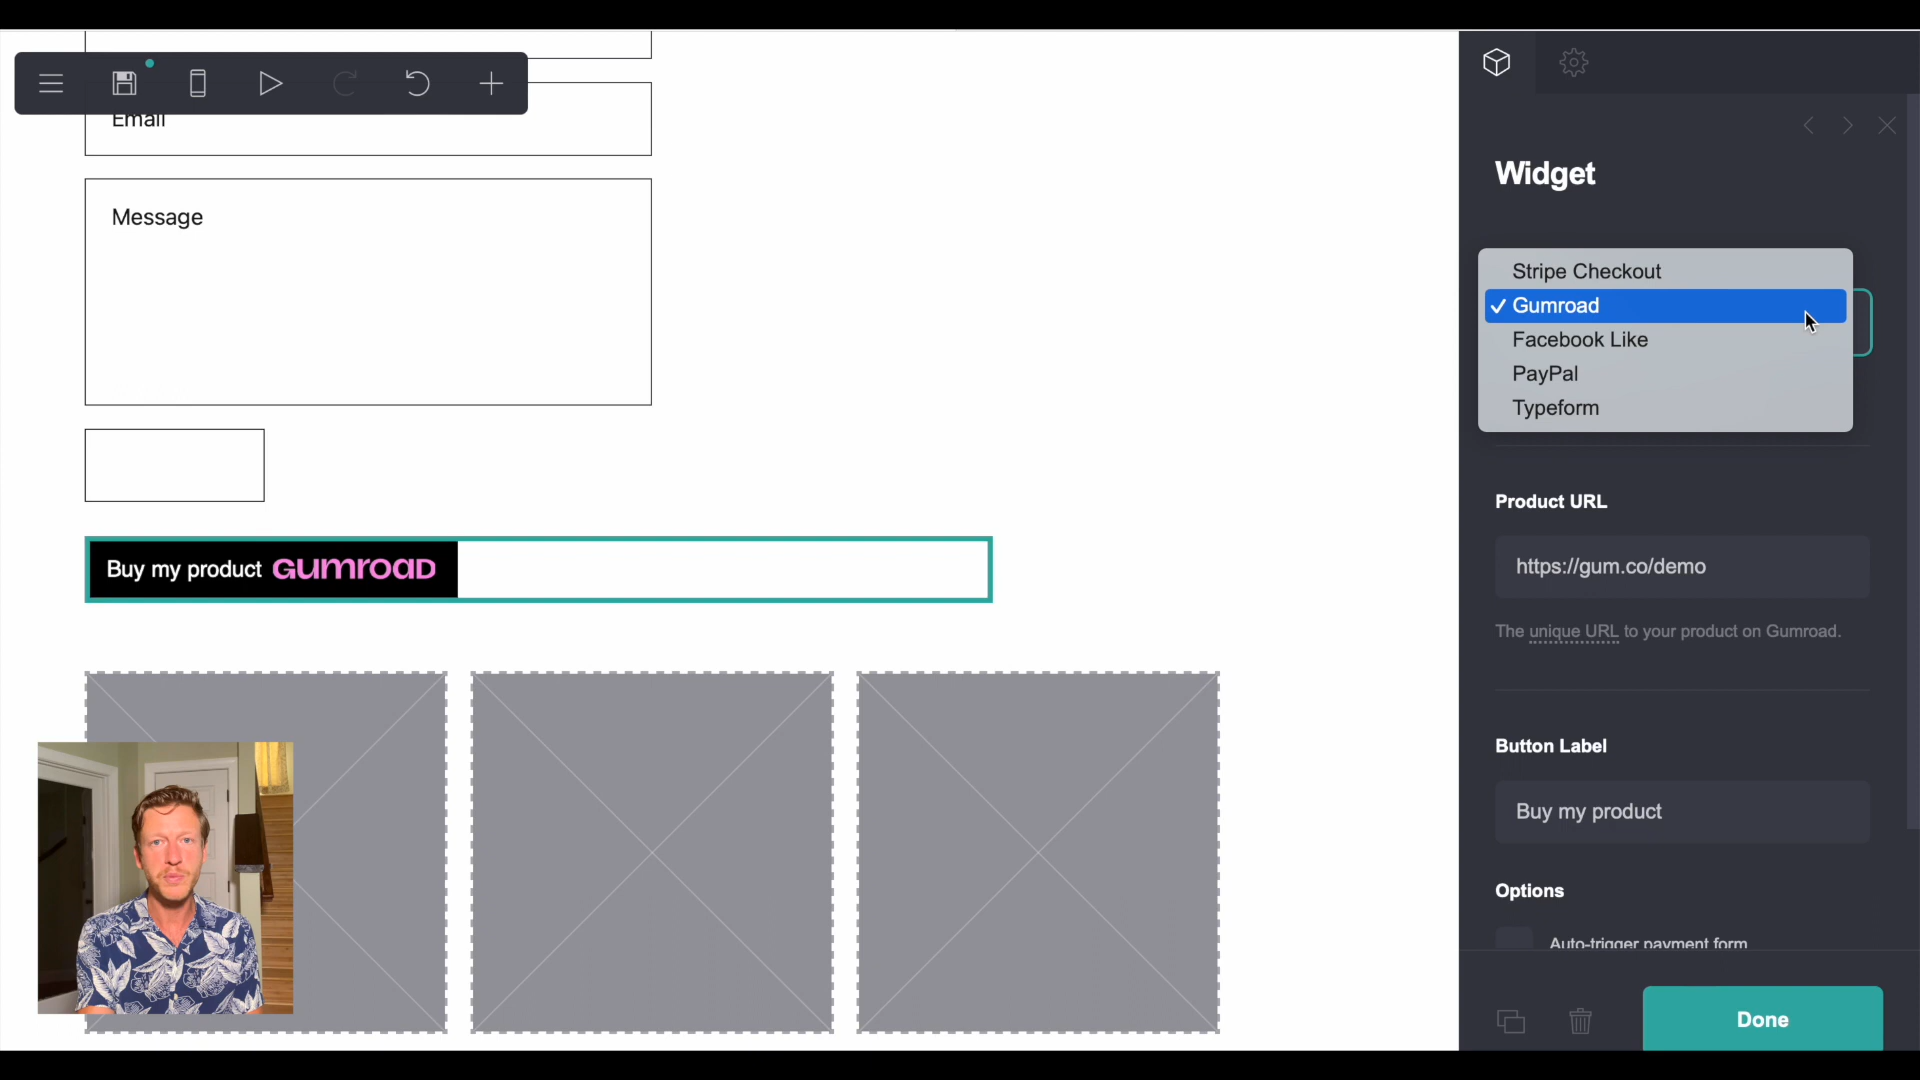 Email
Message
Buy my product GUMROAD
Widget
Stripe Checkout
✓ Gumroad
Facebook Like
PayPal
Typeform
Product URL
https://gum.co/demo
The unique URL to your product on Gumroad.
Button Label
Buy my product
Options
Auto-trigger payment form
Done